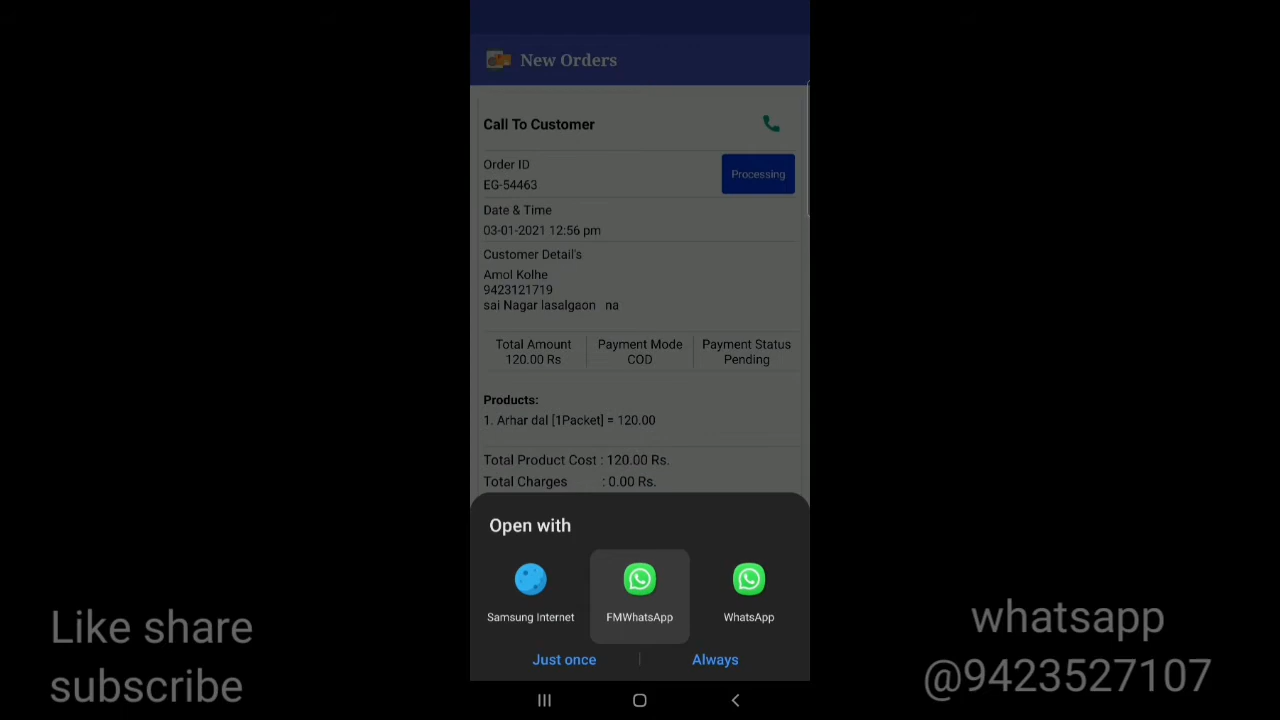 New Orders
Call To Customer
Order ID
EG-54463
Processing
Date & Time
03-01-2021 12:56 pm
Customer Detail's
Amol Kolhe
9423121719
sai Nagar lasalgaon na
Total Amount Payment Mode Payment Status
120.00 Rs COD Pending
Products:
1. Arhar dal [1Packet] = 120.00
Total Product Cost : 120.00 Rs.
Total Charges : 0.00 Rs.
Open with
Samsung Internet FMWhatsApp WhatsApp
Just once Always
Like share
subscribe
whatsapp
@9423527107